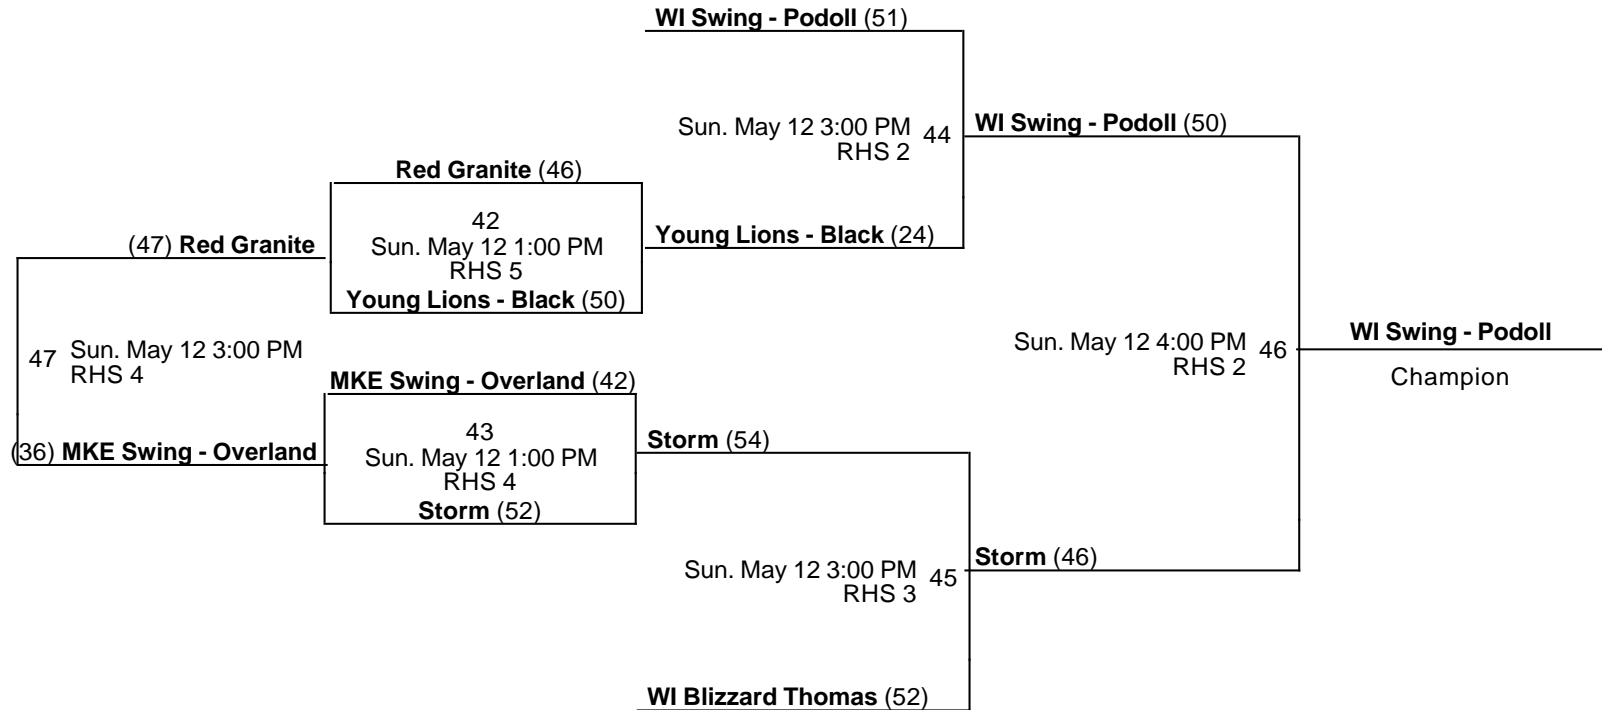 WI Swing - Podoll (51)
Sun. May 12 3:00 PM 44
RHS 2
WI Swing - Podoll (50)
Red Granite (46)
42
Sun. May 12 1:00 PM
RHS 5
Young Lions - Black (50)
(47) Red Granite
Young Lions - Black (24)
47 Sun. May 12 3:00 PM
RHS 4
Sun. May 12 4:00 PM 46
RHS 2
WI Swing - Podoll
Champion
MKE Swing - Overland (42)
43
Sun. May 12 1:00 PM
RHS 4
Storm (52)
(36) MKE Swing - Overland
Storm (54)
Sun. May 12 3:00 PM 45
RHS 3
Storm (46)
WI Blizzard Thomas (52)